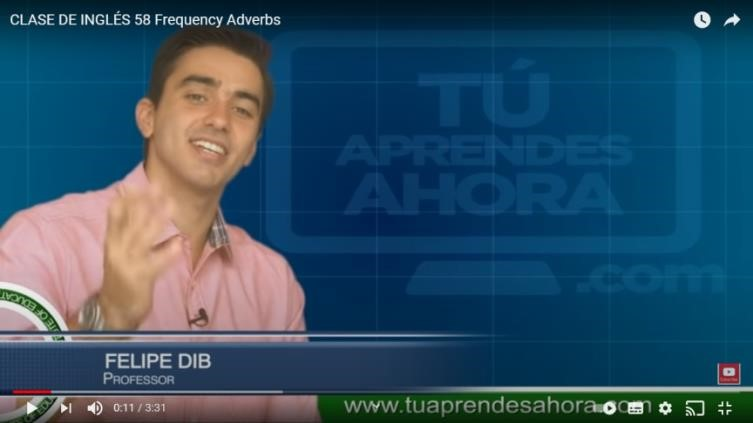 CLASE DE INGLÉS 58 Frequency Adverbs
TÚ
APRENDES
AHORA
.com
FELIPE DIB
PROFESSOR
0:11 / 3:31
www.tuaprendesahora.com